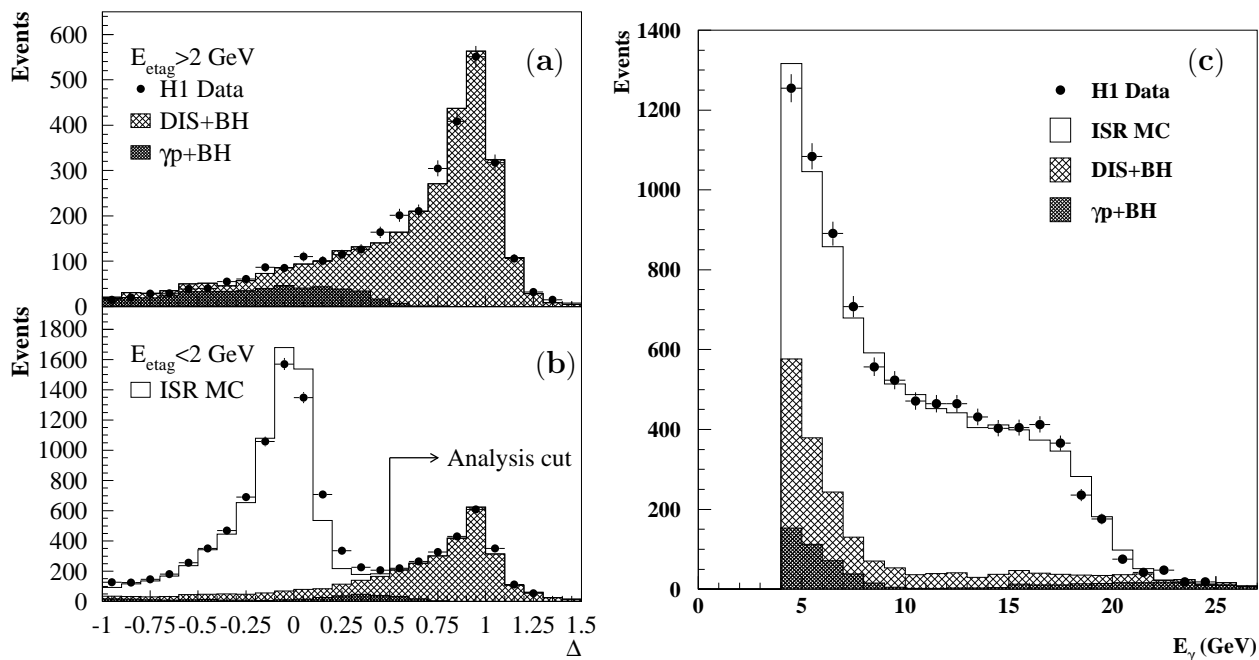 Events
600
500
400
300
200
100
0
E_etag>2 GeV
H1 Data
DIS+BH
γp+BH
(a)
Events
1800
1600
1400
1200
1000
800
600
400
200
0
E_etag<2 GeV
ISR MC
(b)
Analysis cut
-1 -0.75 -0.5 -0.25 0 0.25 0.5 0.75 1 1.25 1.5
Δ
Events
1400
1200
1000
800
600
400
200
0
(c)
H1 Data
ISR MC
DIS+BH
γp+BH
0 5 10 15 20 25
E_γ (GeV)